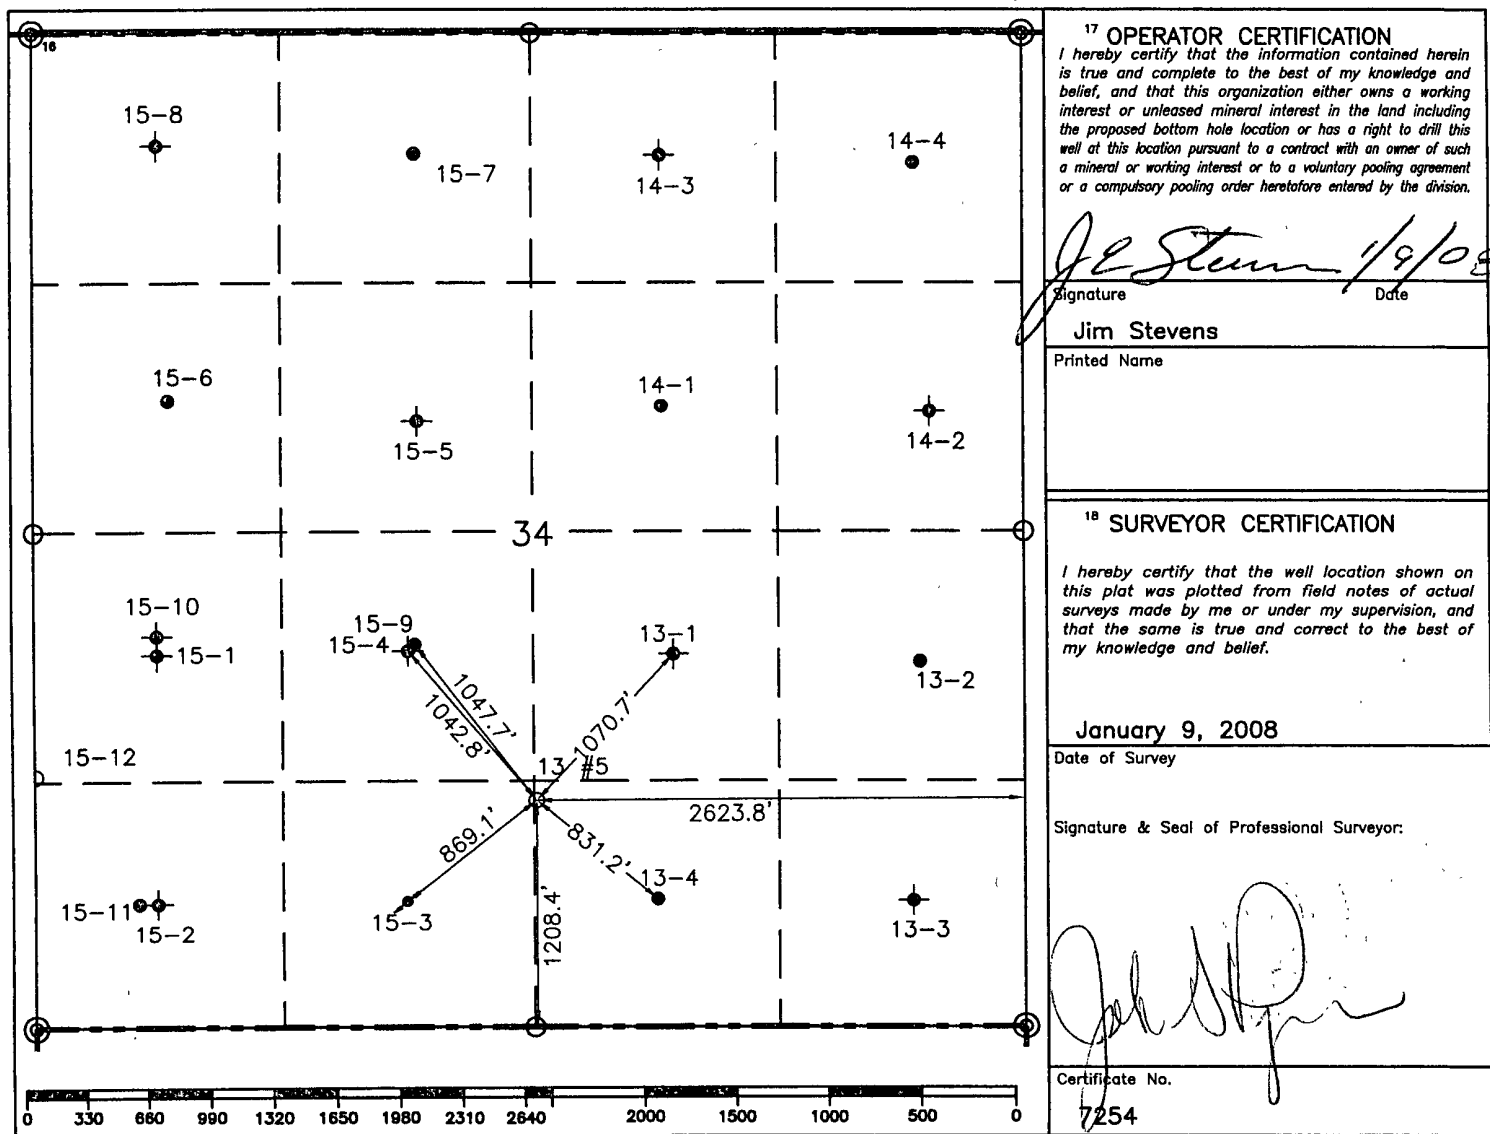 16
15-8
15-7
14-3
14-4
15-6
15-5
14-1
14-2
34
15-10
15-1
15-9
15-4
13-1
13-2
1047.7'
1042.8'
1070.7'
15-12
13 #5
2623.8'
869.1'
831.2'
1208.4'
15-11
15-2
15-3
13-4
13-3
0 330 660 990 1320 1650 1980 2310 2640 2000 1500 1000 500 0
17 OPERATOR CERTIFICATION
I hereby certify that the information contained herein
is true and complete to the best of my knowledge and
belief, and that this organization either owns a working
interest or unleased mineral interest in the land including
the proposed bottom hole location or has a right to drill this
well at this location pursuant to a contract with an owner of such
a mineral or working interest or to a voluntary pooling agreement
or a compulsory pooling order heretofore entered by the division.
1/9/08
Signature Date
Jim Stevens
Printed Name
18 SURVEYOR CERTIFICATION
I hereby certify that the well location shown on
this plat was plotted from field notes of actual
surveys made by me or under my supervision, and
that the same is true and correct to the best of
my knowledge and belief.
January 9, 2008
Date of Survey
Signature & Seal of Professional Surveyor:
Certificate No.
7254